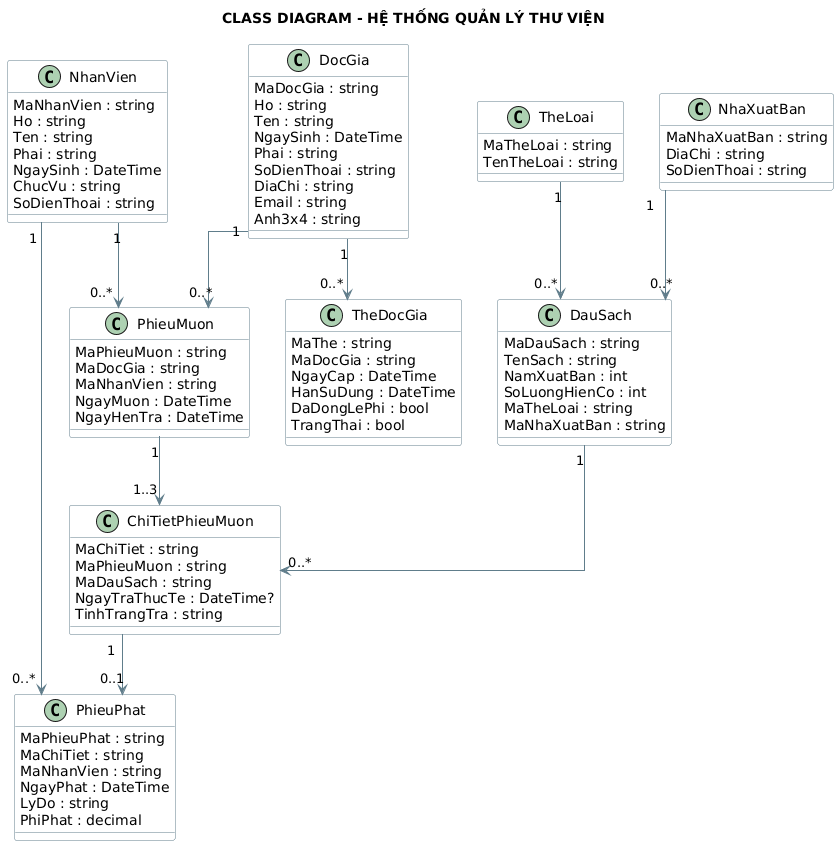 CLASS DIAGRAM - HỆ THỐNG QUẢN LÝ THƯ VIỆN
C NhanVien
MaNhanVien : string
Ho : string
Ten : string
Phai : string
NgaySinh : DateTime
ChucVu : string
SoDienThoai : string
C DocGia
MaDocGia : string
Ho : string
Ten : string
NgaySinh : DateTime
Phai : string
SoDienThoai : string
DiaChi : string
Email : string
Anh3x4 : string
C TheLoai
MaTheLoai : string
TenTheLoai : string
C NhaXuatBan
MaNhaXuatBan : string
DiaChi : string
SoDienThoai : string
1
1
1
1
1
1
0..*
0..*
0..*
0..*
0..*
C PhieuMuon
MaPhieuMuon : string
MaDocGia : string
MaNhanVien : string
NgayMuon : DateTime
NgayHenTra : DateTime
C TheDocGia
MaThe : string
MaDocGia : string
NgayCap : DateTime
HanSuDung : DateTime
DaDongLePhi : bool
TrangThai : bool
C DauSach
MaDauSach : string
TenSach : string
NamXuatBan : int
SoLuongHienCo : int
MaTheLoai : string
MaNhaXuatBan : string
1
1
1..3
0..*
C ChiTietPhieuMuon
MaChiTiet : string
MaPhieuMuon : string
MaDauSach : string
NgayTraThucTe : DateTime?
TinhTrangTra : string
1
0..*
0..1
C PhieuPhat
MaPhieuPhat : string
MaChiTiet : string
MaNhanVien : string
NgayPhat : DateTime
LyDo : string
PhiPhat : decimal